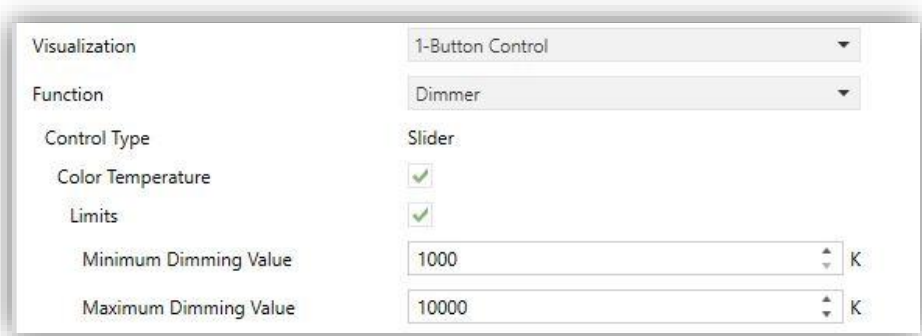 Visualization 1-Button Control
Function Dimmer
Control Type Slider
Color Temperature
Limits
Minimum Dimming Value 1000 K
Maximum Dimming Value 10000 K